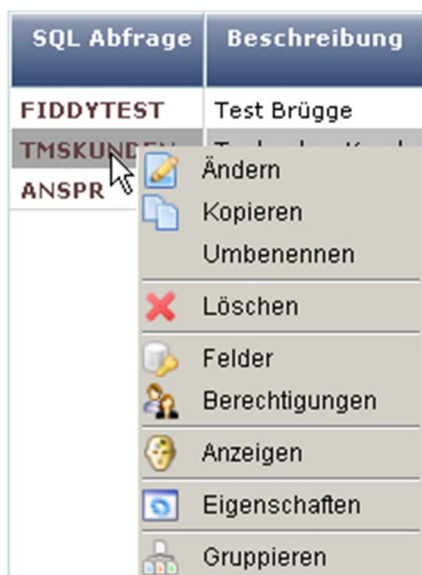 SQL Abfrage Beschreibung
FIDDYTEST Test Brügge
TMSKUNDEN
ANSPR
Ändern
Kopieren
Umbenennen
Löschen
Felder
Berechtigungen
Anzeigen
Eigenschaften
Gruppieren